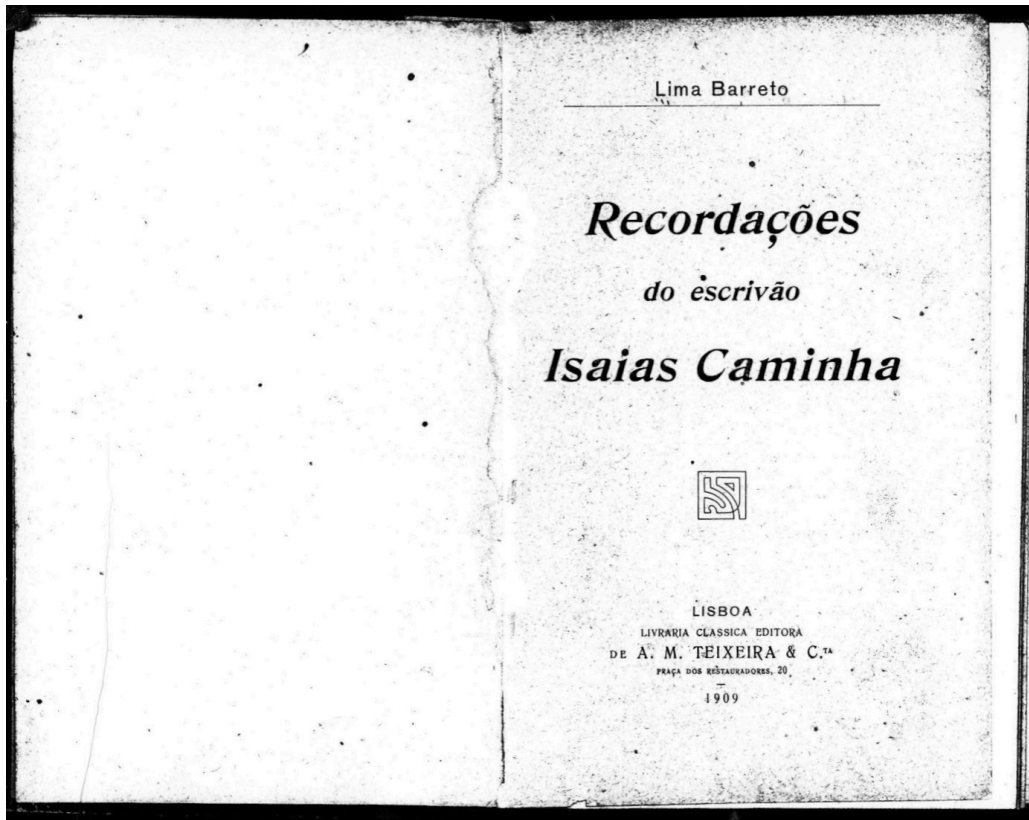 Lima Barreto
Recordações
do escrivão
Isaias Caminha
LISBOA
LIVRARIA CLASSICA EDITORA
DE A. M. TEIXEIRA & C.TA
PRAÇA DOS RESTAURADORES, 20
1909